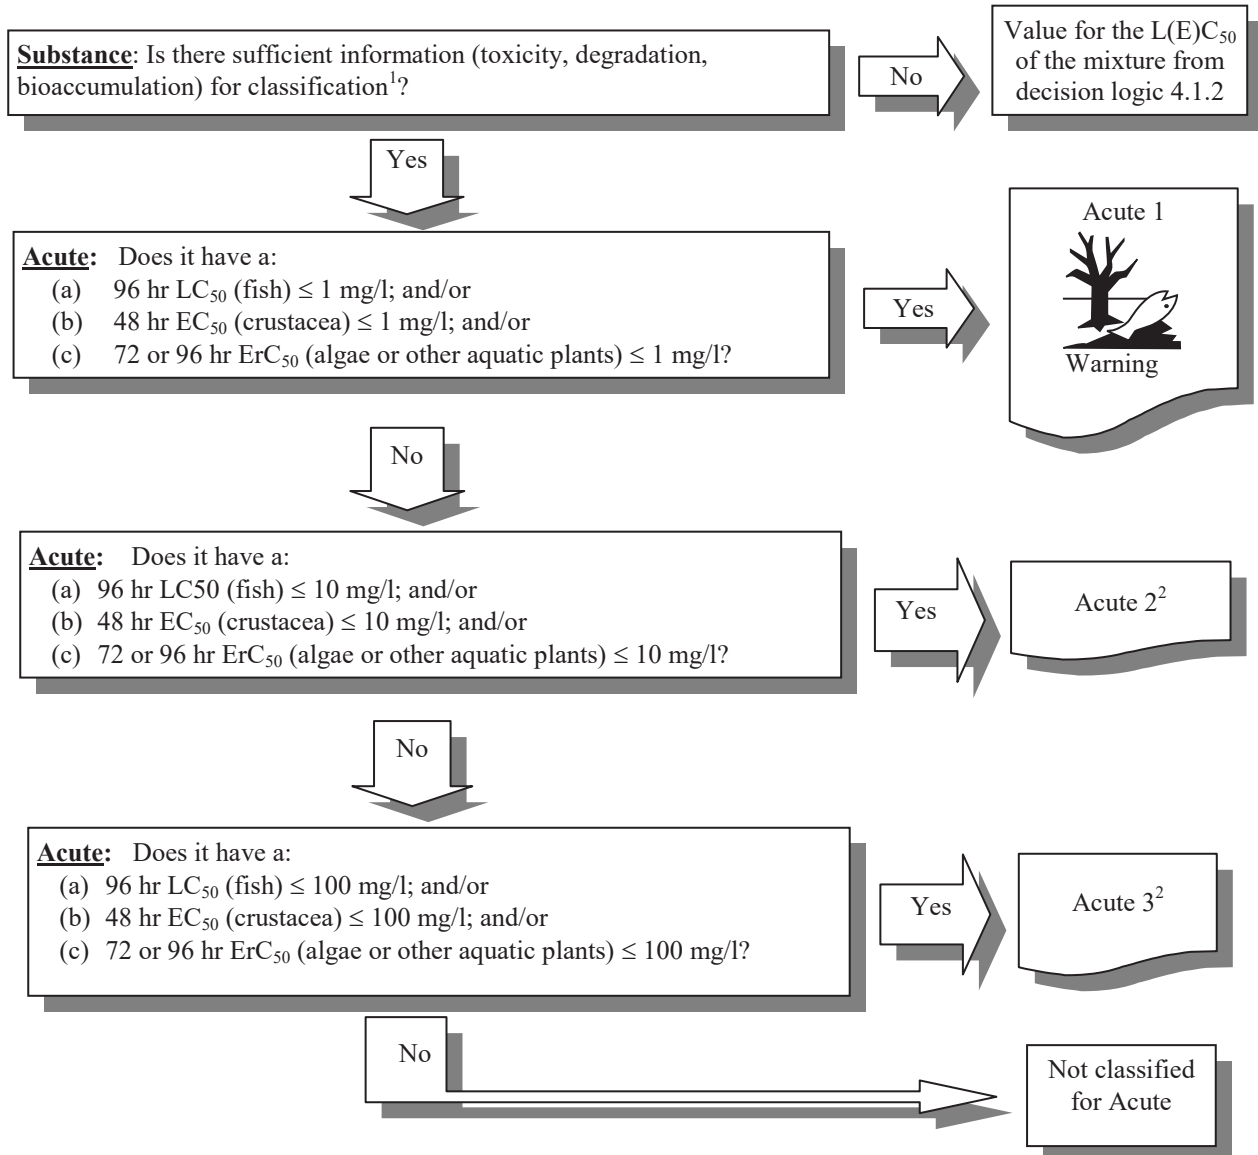 Substance: Is there sufficient information (toxicity, degradation,
bioaccumulation) for classification¹?
No
Value for the L(E)C₅₀
of the mixture from
decision logic 4.1.2
Yes
Acute: Does it have a:
(a) 96 hr LC₅₀ (fish) ≤ 1 mg/l; and/or
(b) 48 hr EC₅₀ (crustacea) ≤ 1 mg/l; and/or
(c) 72 or 96 hr ErC₅₀ (algae or other aquatic plants) ≤ 1 mg/l?
Yes
Acute 1
Warning
No
Acute: Does it have a:
(a) 96 hr LC50 (fish) ≤ 10 mg/l; and/or
(b) 48 hr EC₅₀ (crustacea) ≤ 10 mg/l; and/or
(c) 72 or 96 hr ErC₅₀ (algae or other aquatic plants) ≤ 10 mg/l?
Yes
Acute 2²
No
Acute: Does it have a:
(a) 96 hr LC₅₀ (fish) ≤ 100 mg/l; and/or
(b) 48 hr EC₅₀ (crustacea) ≤ 100 mg/l; and/or
(c) 72 or 96 hr ErC₅₀ (algae or other aquatic plants) ≤ 100 mg/l?
Yes
Acute 3²
No
Not classified
for Acute